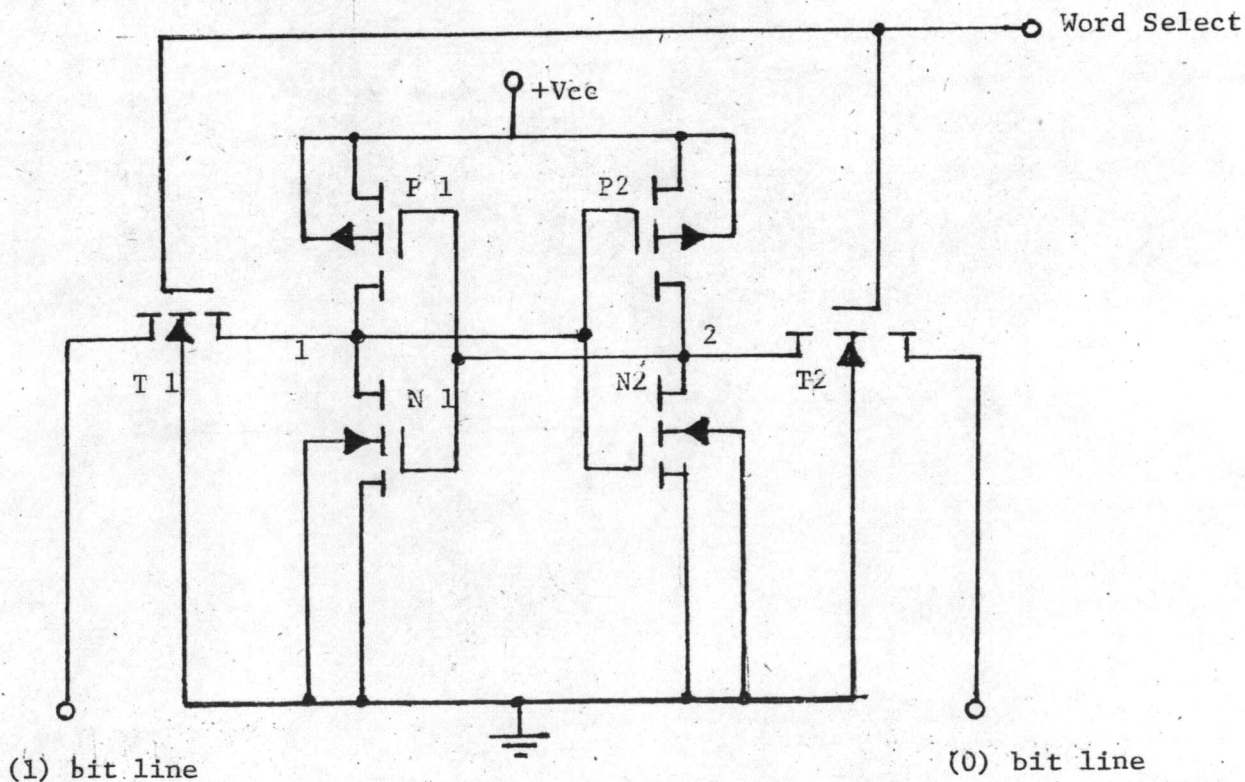 Word Select
+Vcc
P 1
P2
1
2
T 1
N 1
N2
T2
(1) bit line
(0) bit line